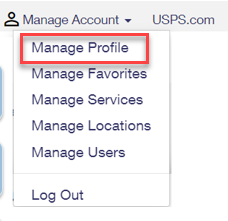 Manage Account USPS.com
Manage Profile
Manage Favorites
Manage Services
Manage Locations
Manage Users
Log Out